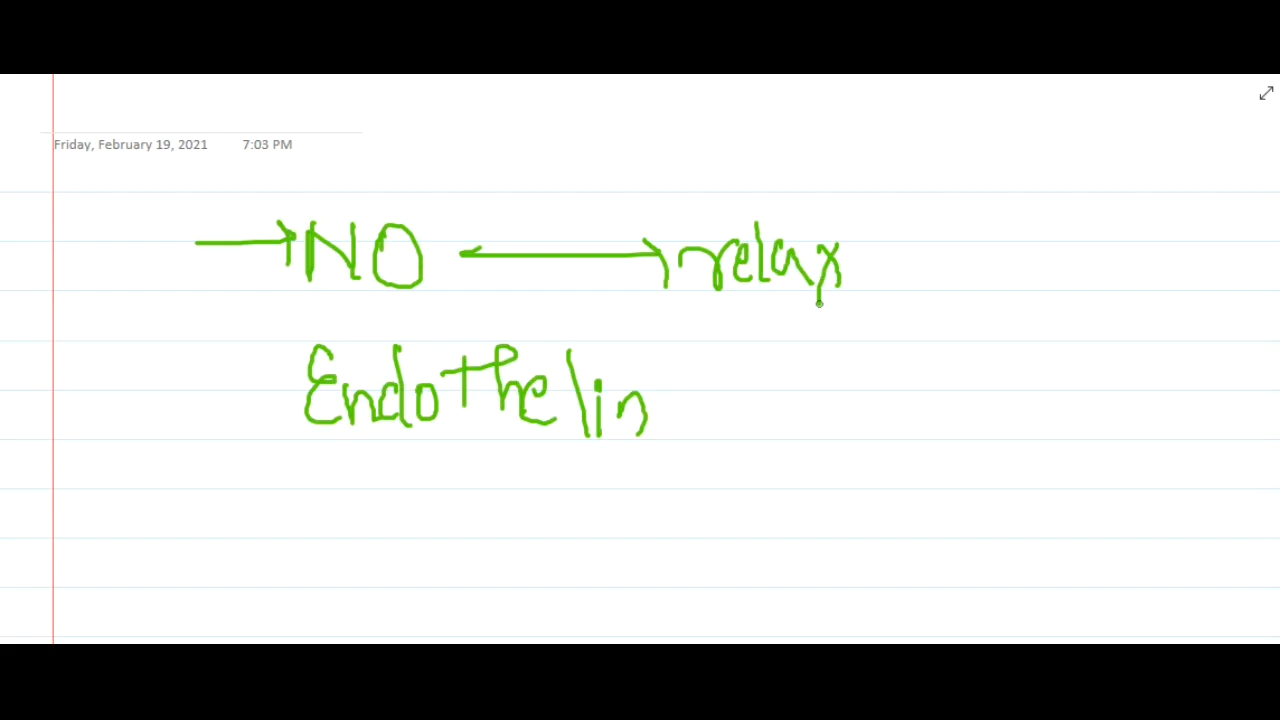 Friday, February 19, 2021 7:03 PM
→ NO ↔ relax
Endothelin